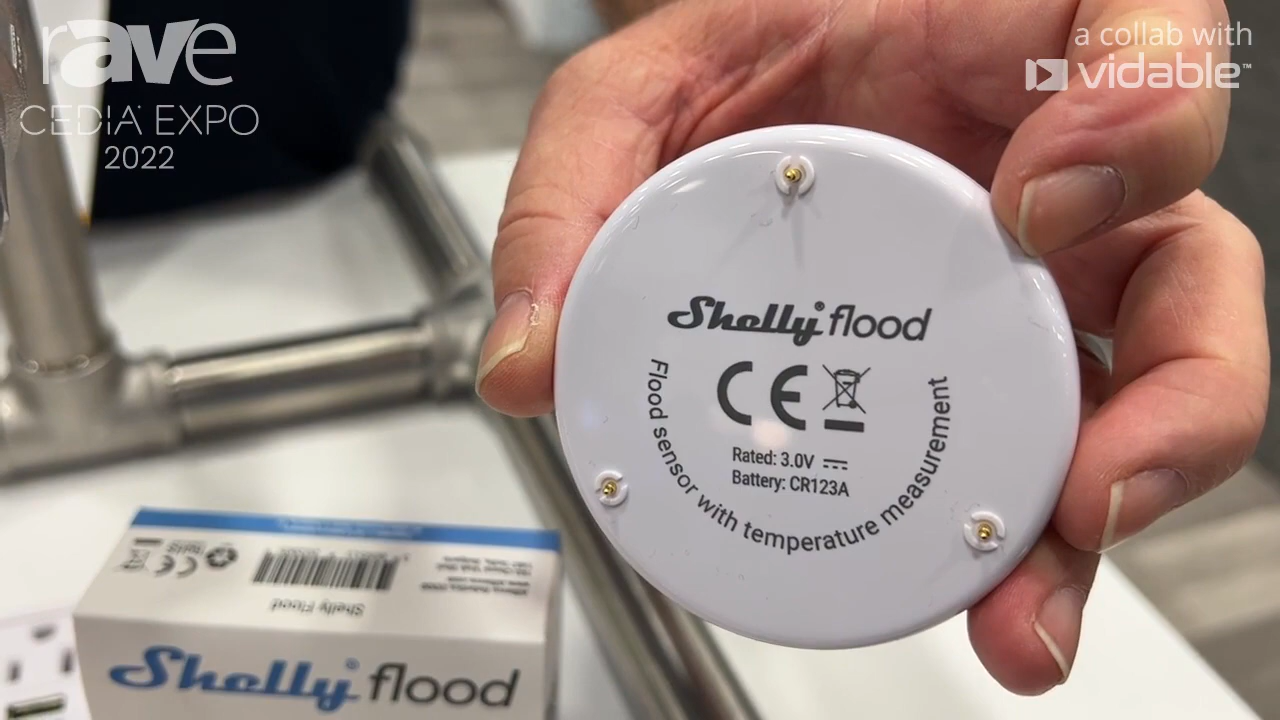 rAVe
CEDIA EXPO
2022
a collab with
vidable™
Shelly® flood
CE
Rated: 3.0V
Battery: CR123A
Flood sensor with temperature measurement
Shelly Flood
Shelly flood